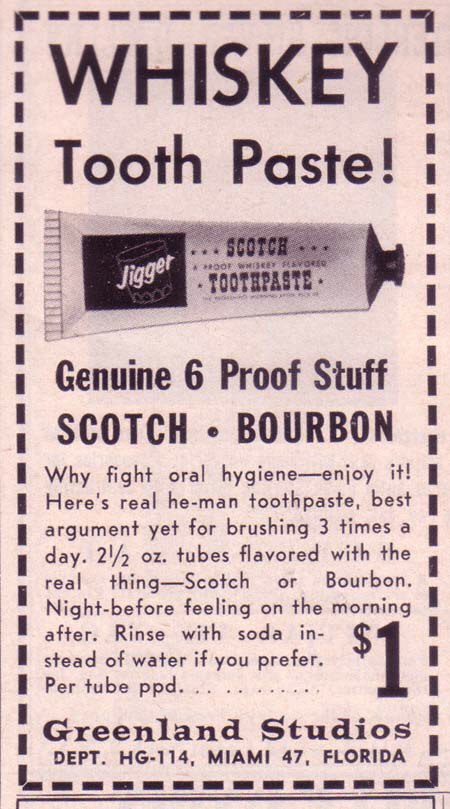 WHISKEY
Tooth Paste!
Jigger
SCOTCH
PROOF WHISKEY FLAVORED
TOOTHPASTE
Genuine 6 Proof Stuff
SCOTCH • BOURBON
Why fight oral hygiene—enjoy it!
Here's real he-man toothpaste, best
argument yet for brushing 3 times a
day. 2½ oz. tubes flavored with the
real thing—Scotch or Bourbon.
Night-before feeling on the morning
after. Rinse with soda in-
stead of water if you prefer.
Per tube ppd. . . . . . . . . . . .
$1
Greenland Studios
DEPT. HG-114, MIAMI 47, FLORIDA